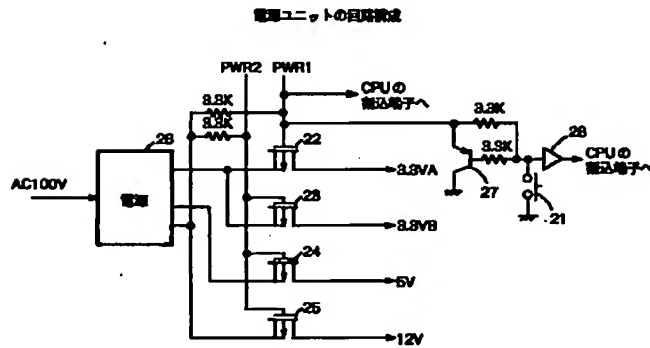 電源ユニットの回路構成
PWR2 PWR1
CPUの
割込端子へ
3.3K
3.3K
3.3K
26
22
3.3K
28
CPUの
割込端子へ
3.3VA
27
21
AC100V
電源
23
3.3VB
24
5V
25
12V